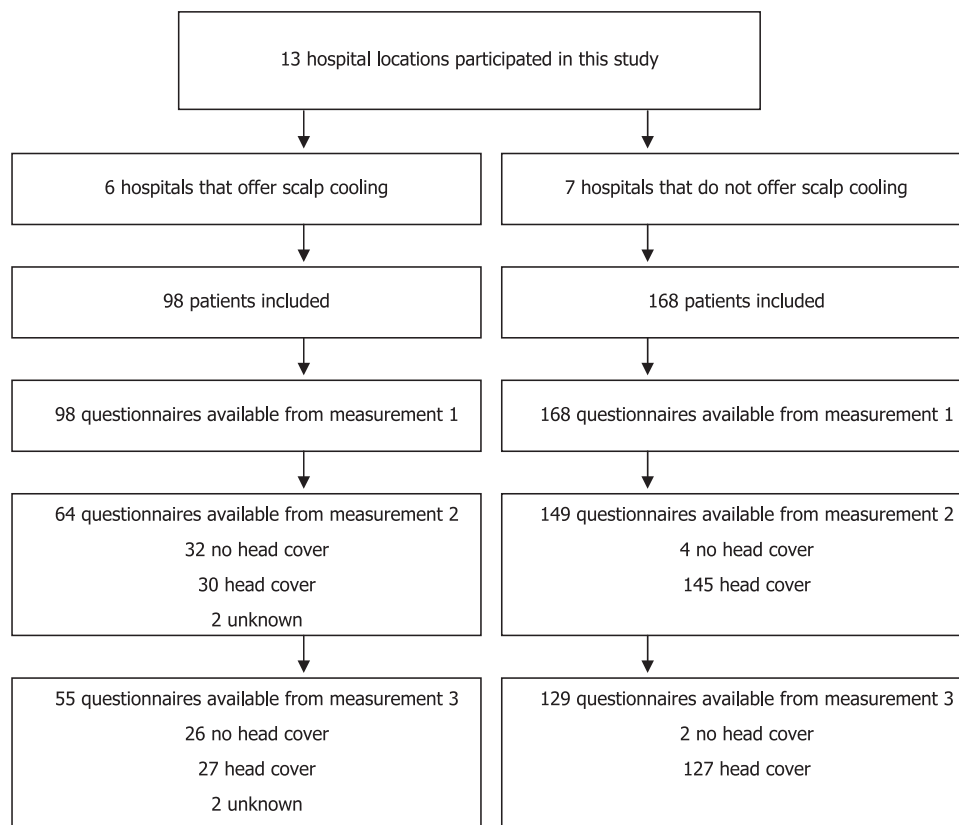 13 hospital locations participated in this study
6 hospitals that offer scalp cooling
7 hospitals that do not offer scalp cooling
98 patients included
168 patients included
98 questionnaires available from measurement 1
168 questionnaires available from measurement 1
64 questionnaires available from measurement 2
32 no head cover
30 head cover
2 unknown
149 questionnaires available from measurement 2
4 no head cover
145 head cover
55 questionnaires available from measurement 3
26 no head cover
27 head cover
2 unknown
129 questionnaires available from measurement 3
2 no head cover
127 head cover